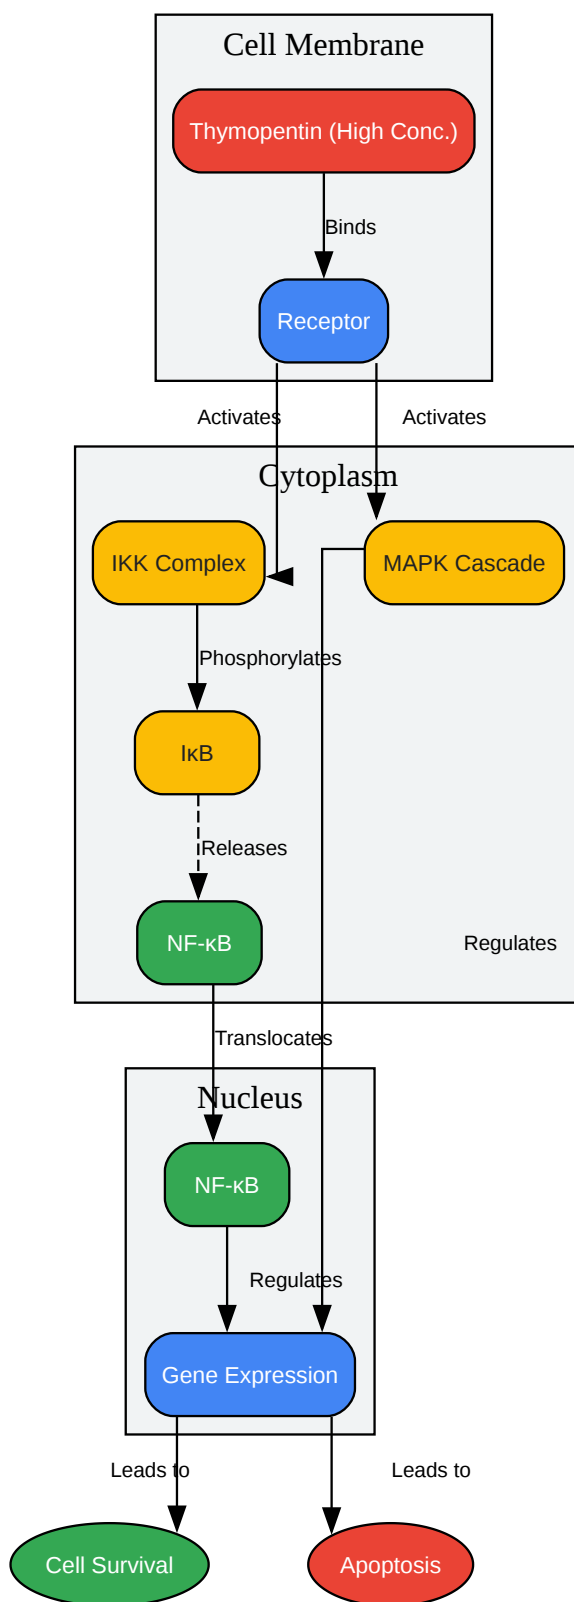 Cell Membrane
Thymopentin (High Conc.)
Binds
Receptor
Activates
Activates
Cytoplasm
IKK Complex
MAPK Cascade
Phosphorylates
IκB
Releases
NF-κB
Regulates
Translocates
Nucleus
NF-κB
Regulates
Gene Expression
Leads to
Leads to
Cell Survival
Apoptosis